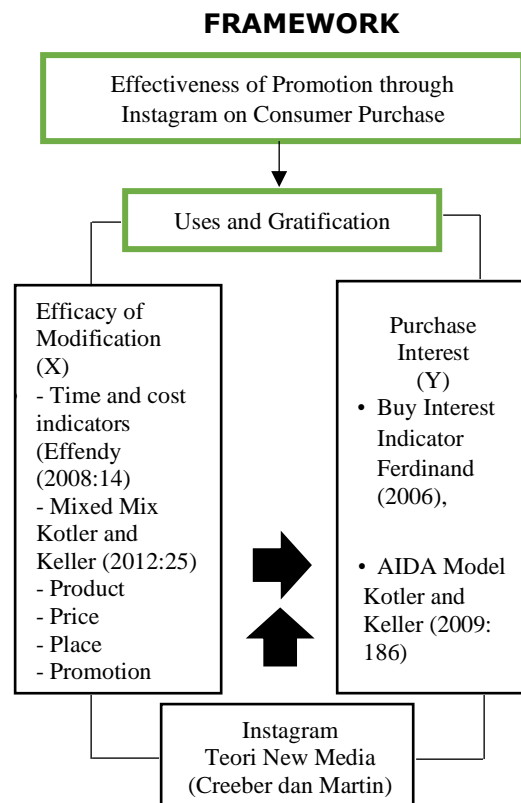 FRAMEWORK
Effectiveness of Promotion through
Instagram on Consumer Purchase
Uses and Gratification
Efficacy of
Modification
(X)
- Time and cost
indicators
(Effendy
(2008:14)
- Mixed Mix
Kotler and
Keller (2012:25)
- Product
- Price
- Place
- Promotion
Purchase
Interest
(Y)
• Buy Interest
Indicator
Ferdinand
(2006),
• AIDA Model
Kotler and
Keller (2009:
186)
Instagram
Teori New Media
(Creeber dan Martin)